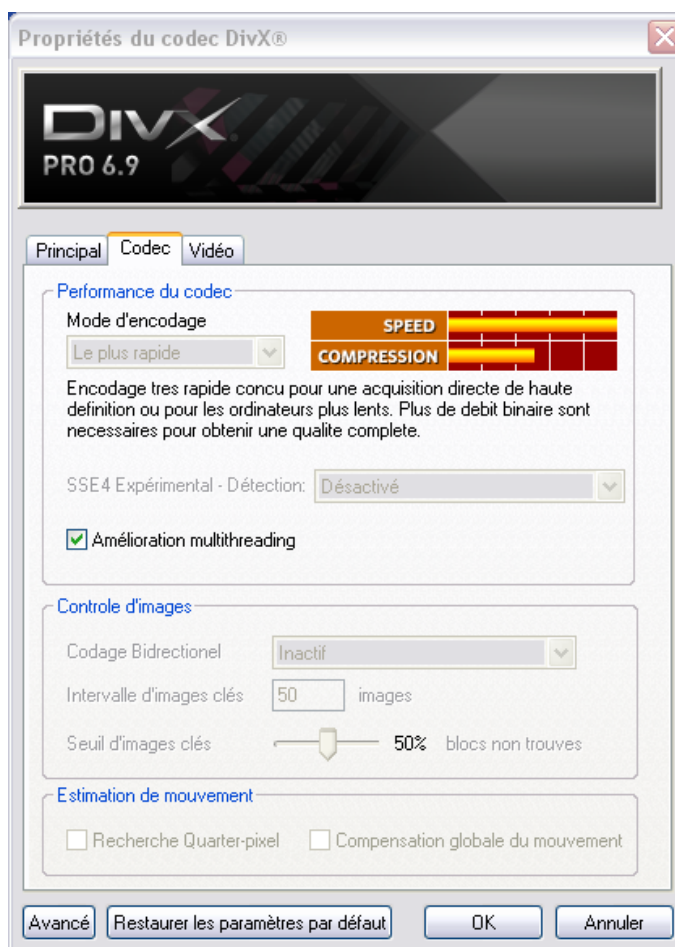 Propriétés du codec DivX®
DIVX
PRO 6.9
Principal Codec Vidéo
Performance du codec
Mode d'encodage
Le plus rapide
SPEED
COMPRESSION
Encodage tres rapide concu pour une acquisition directe de haute
definition ou pour les ordinateurs plus lents. Plus de debit binaire sont
necessaires pour obtenir une qualite complete.
SSE4 Expérimental - Détection: Désactivé
Amélioration multithreading
Controle d'images
Codage Bidrectionel Inactif
Intervalle d'images clés 50 images
Seuil d'images clés 50% blocs non trouves
Estimation de mouvement
Recherche Quarter-pixel Compensation globale du mouvement
Avancé Restaurer les paramètres par défaut OK Annuler